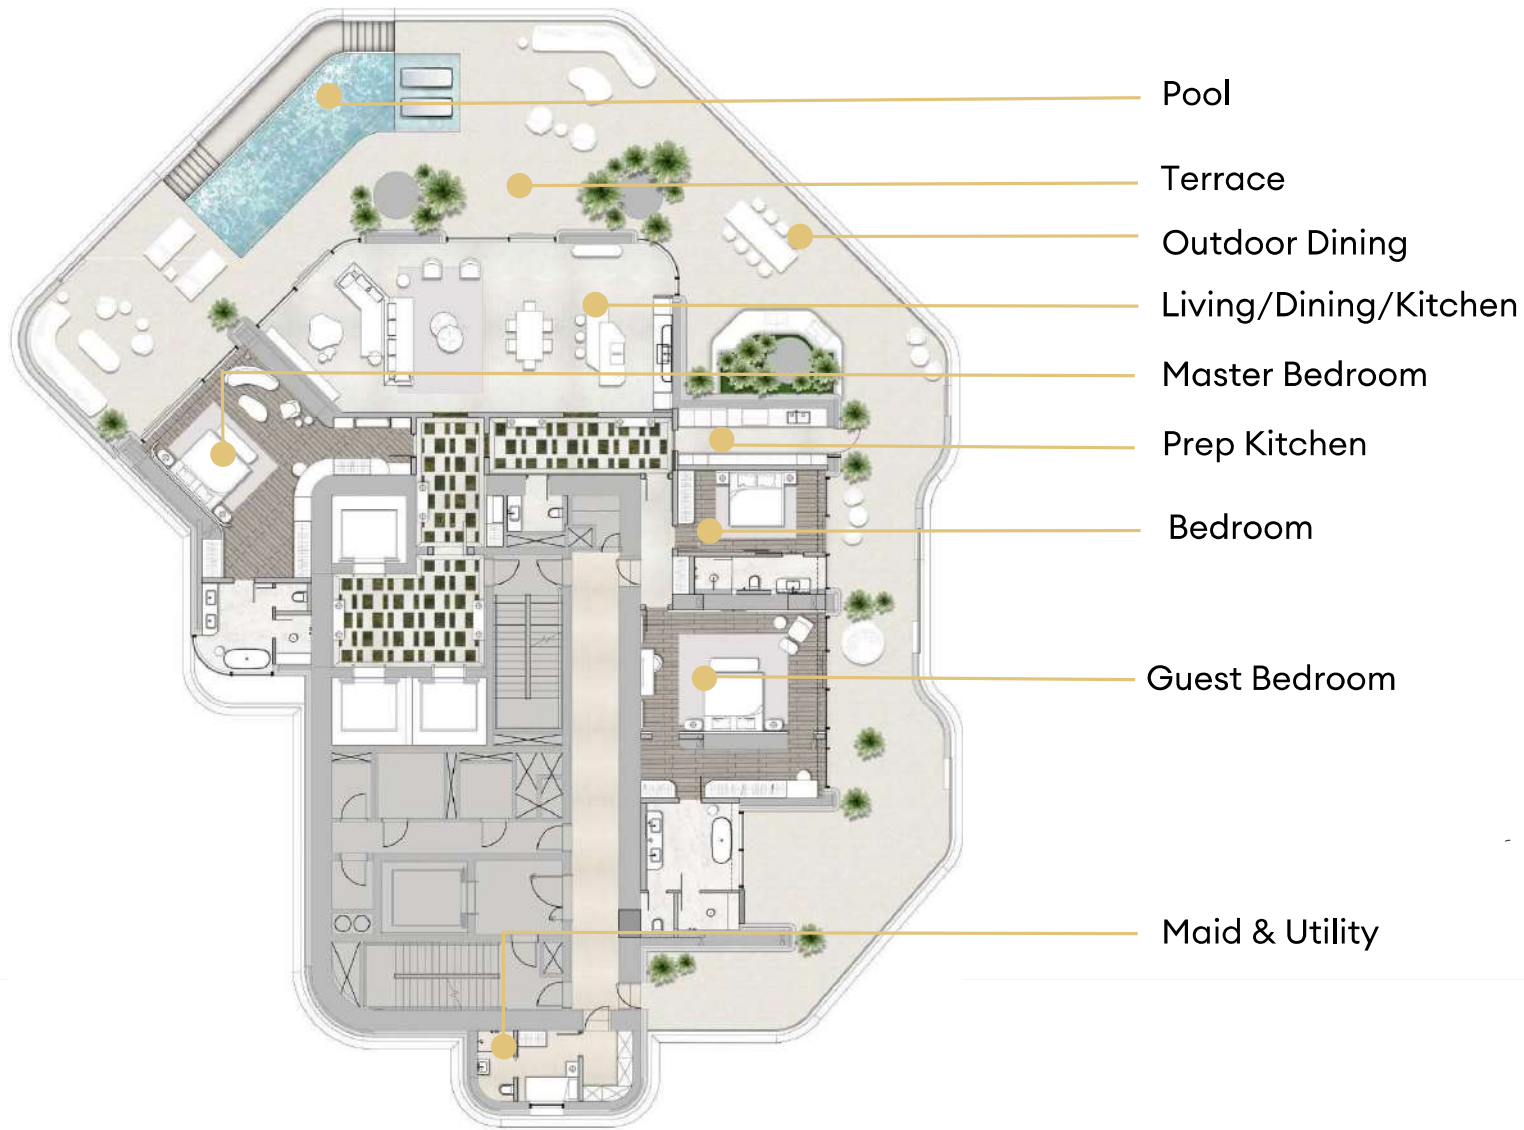 Pool
Terrace
Outdoor Dining
Living/Dining/Kitchen
Master Bedroom
Prep Kitchen
Bedroom
Guest Bedroom
Maid & Utility